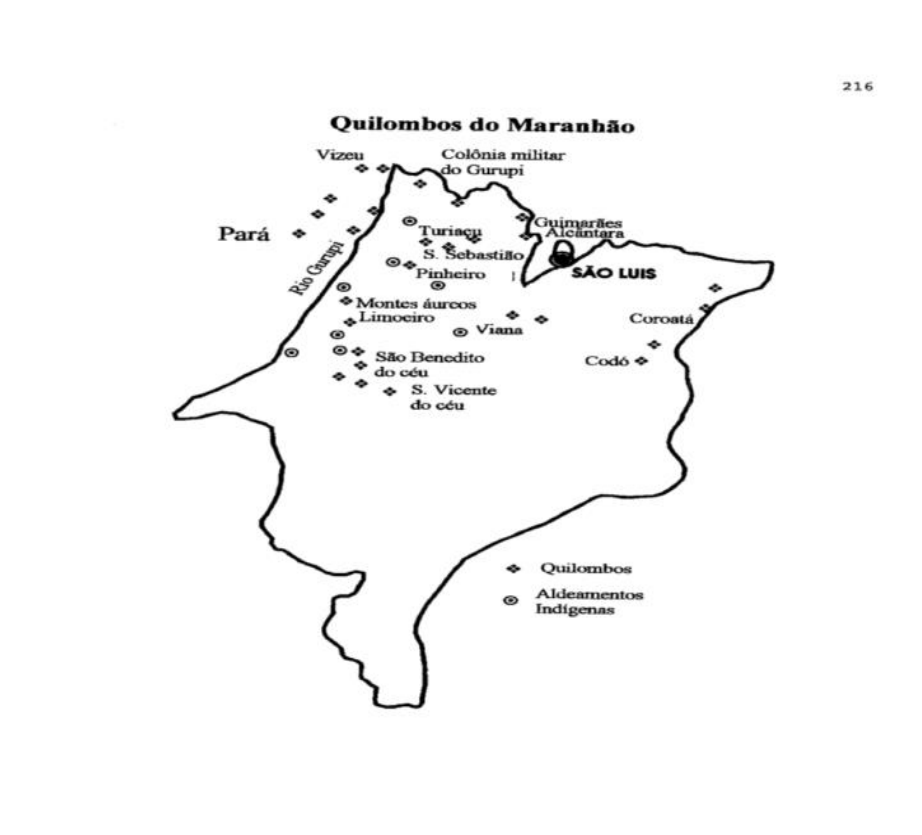 216
Quilombos do Maranhão
Vizeu
Colônia militar
do Gurupi
Pará
Rio Gurupi
Turiaçu
Guimarães
Alcântara
S. Sebastião
SÃO LUIS
Pinheiro
Montes áureos
Limoeiro
Viana
Coroatá
São Benedito
do céu
Codó
S. Vicente
do céu
Quilombos
Aldeamentos
Indígenas